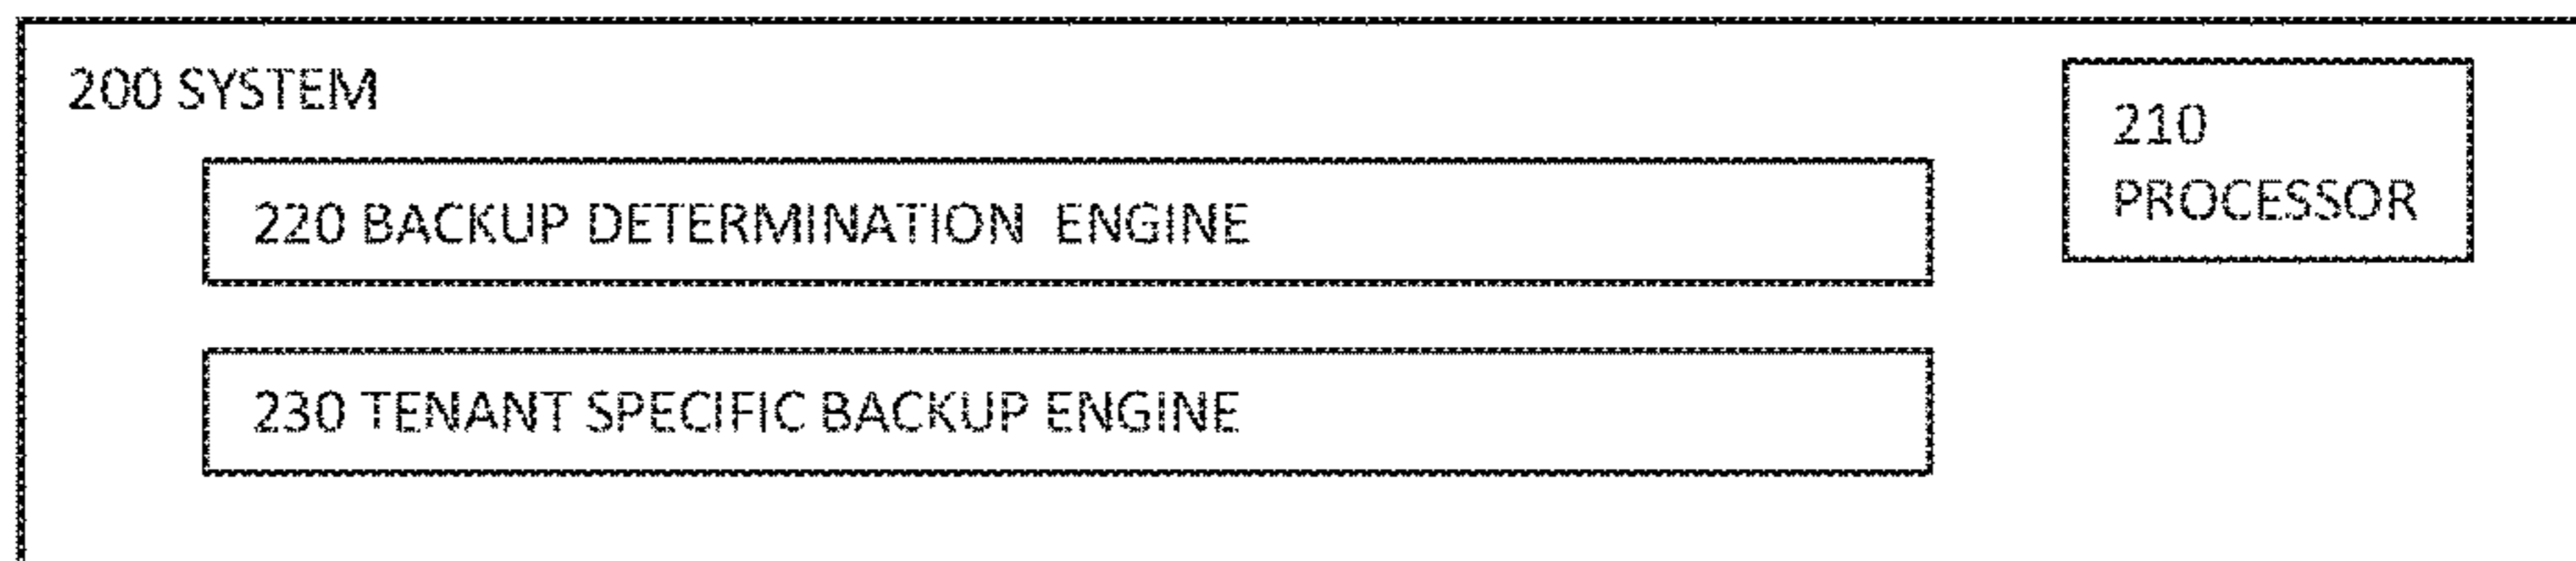 200 SYSTEM
210
PROCESSOR
220 BACKUP DETERMINATION ENGINE
230 TENANT SPECIFIC BACKUP ENGINE